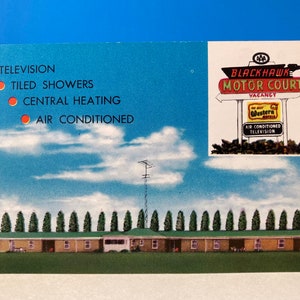 TELEVISION
TILED SHOWERS
CENTRAL HEATING
AIR CONDITIONED
AAA
BLACKHAWK
MOTOR COURT
VACANCY
Western
AIR CONDITIONED
TELEVISION